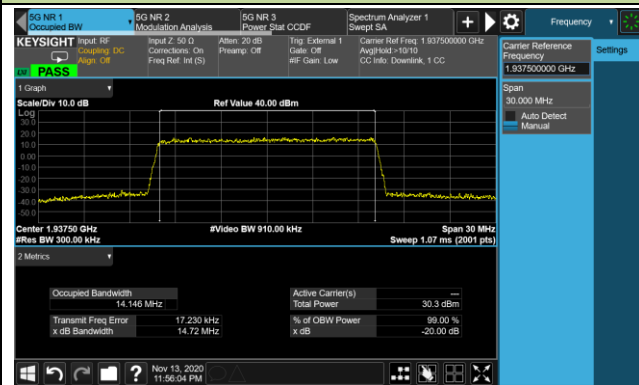 5G NR 1
Occupied BW
5G NR 2
Modulation Analysis
5G NR 3
Power Stat CCDF
Spectrum Analyzer 1
Swept SA
Frequency
KEYSIGHT
Input: RF
Coupling: DC
Align: Off
Input Z: 50 Ω
Corrections: On
Freq Ref: Int (S)
Atten: 20 dB
Preamp: Off
Trig: External 1
Gate: Off
#IF Gain: Low
Carrier Ref Freq: 1.937500000 GHz
Avg|Hold:>10/10
CC Info: Downlink, 1 CC
LXI
PASS
Carrier Reference
Frequency
1.937500000 GHz
Settings
Span
30.000 MHz
Auto Detect
Manual
1 Graph
Scale/Div 10.0 dB
Ref Value 40.00 dBm
Log
30.0
20.0
10.0
0.00
-10.0
-20.0
-30.0
-40.0
-50.0
Center 1.93750 GHz
#Video BW 910.00 kHz
Span 30 MHz
#Res BW 300.00 kHz
Sweep 1.07 ms (2001 pts)
2 Metrics
Occupied Bandwidth
14.146 MHz
Active Carrier(s)
---
Total Power
30.3 dBm
Transmit Freq Error
17.230 kHz
% of OBW Power
99.00 %
x dB Bandwidth
14.72 MHz
x dB
-20.00 dB
?
Nov 13, 2020
11:56:04 PM